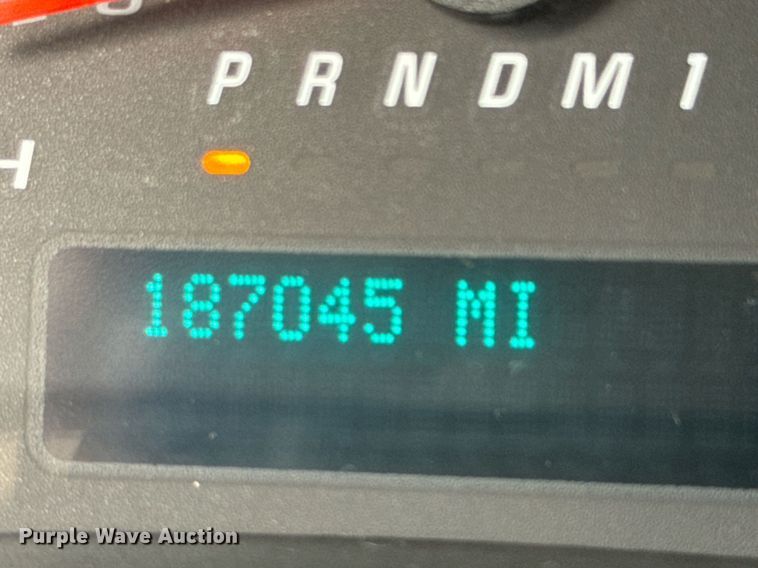 P R N D M 1
H
187045 MI
Purple Wave Auction